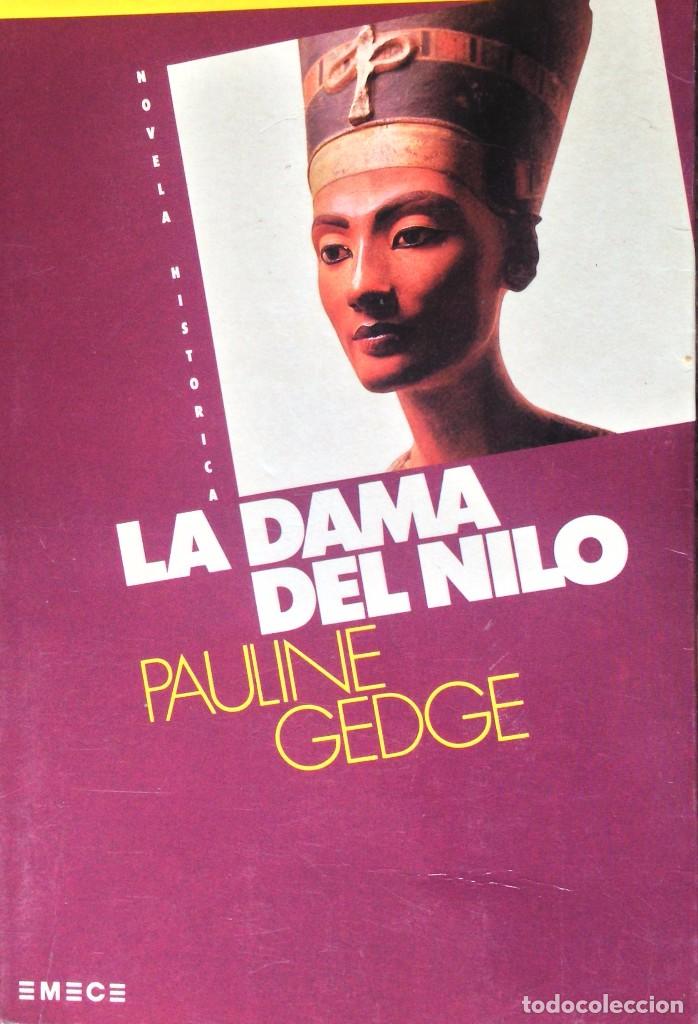 NOVELA HISTORICA
LA DAMA
DEL NILO
PAULINE
GEDGE
EMECE
todocoleccion